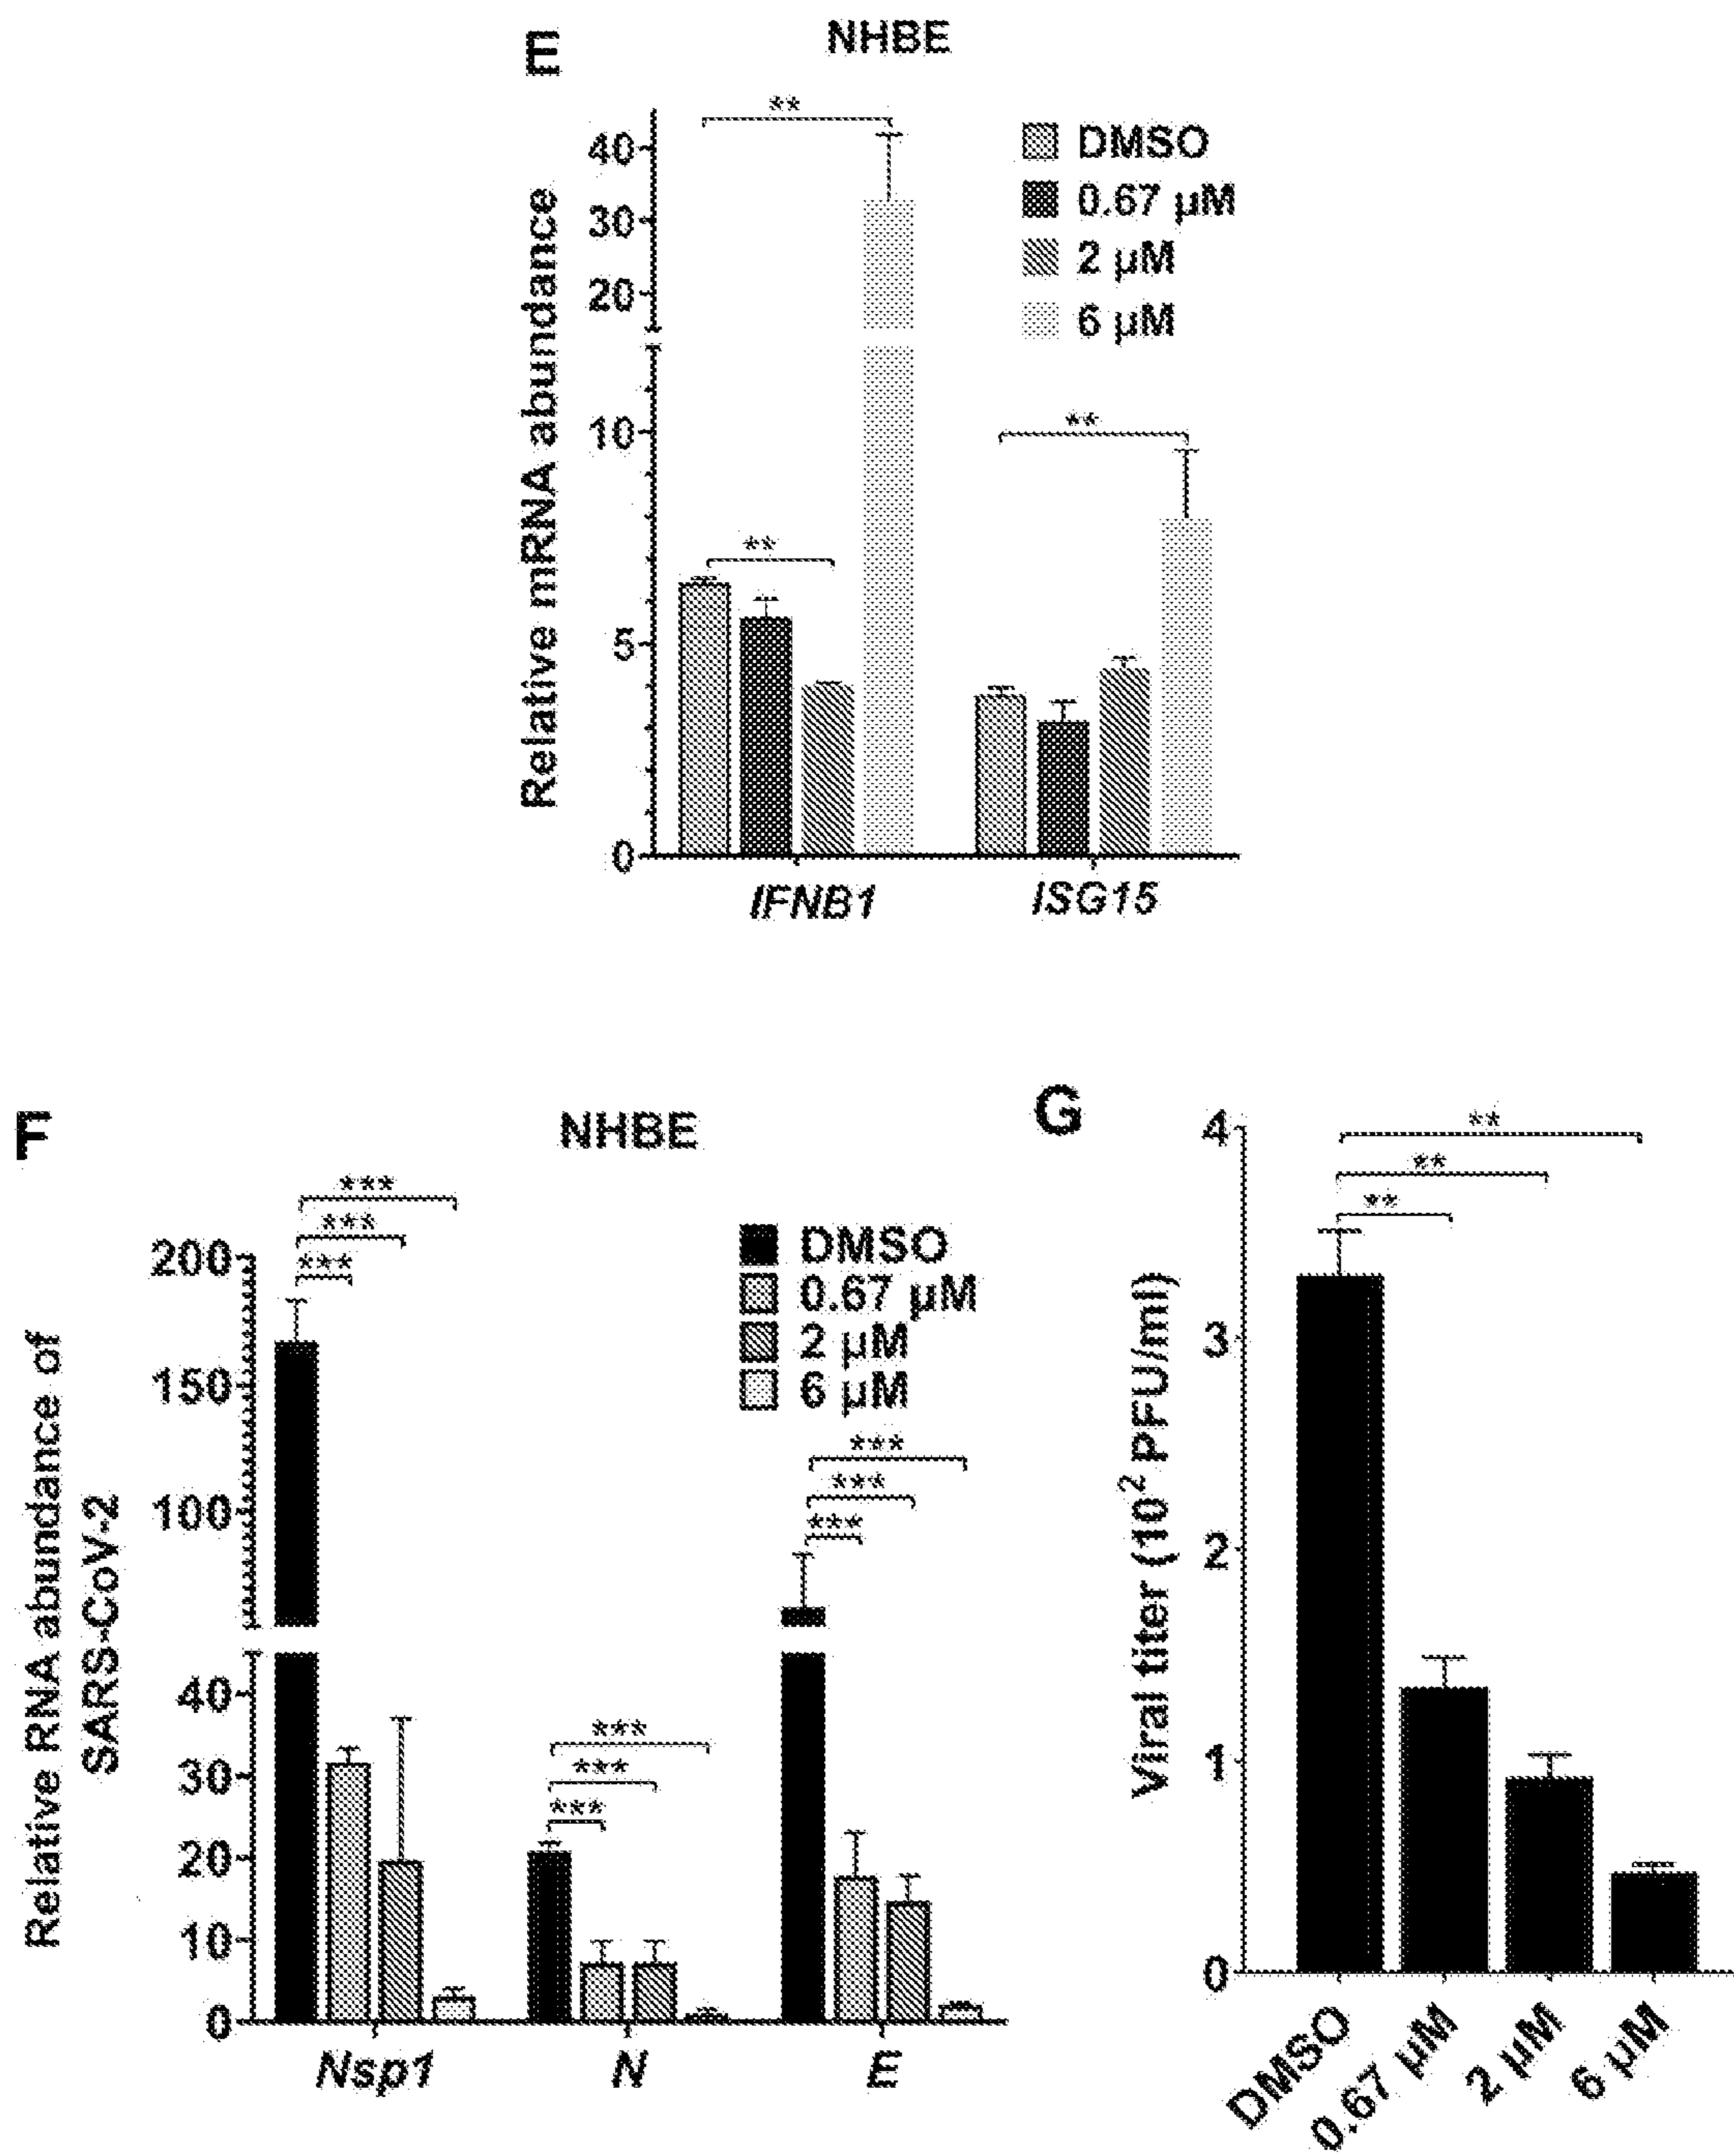 E
NHBE
Relative mRNA abundance
40
30
20
10
5
0
**
**
**
DMSO
0.67 µM
2 µM
6 µM
IFNB1
ISG15
F
NHBE
Relative RNA abundance of
SARS-CoV-2
200
150
100
40
30
20
10
0
***
***
***
***
***
***
***
***
***
DMSO
0.67 µM
2 µM
6 µM
Nsp1
N
E
G
Viral titer (10² PFU/ml)
4
3
2
1
0
**
**
**
DMSO
0.67 µM
2 µM
6 µM